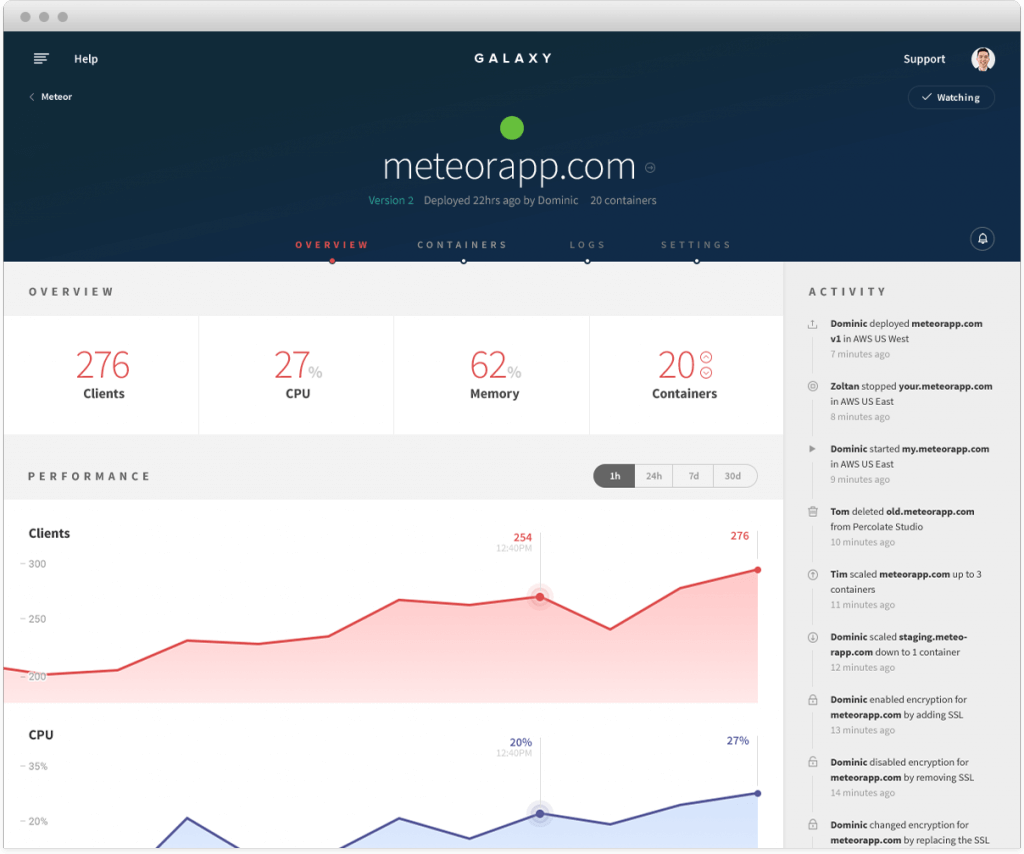 Help
GALAXY
Support
Meteor
Watching
meteorapp.com
Version 2 Deployed 22hrs ago by Dominic 20 containers
OVERVIEW CONTAINERS LOGS SETTINGS
OVERVIEW
276
Clients
27%
CPU
62%
Memory
20
Containers
PERFORMANCE
1h 24h 7d 30d
Clients
254
12:40PM
276
300
250
200
CPU
20%
12:40PM
27%
35%
20%
ACTIVITY
Dominic deployed meteorapp.com
v1 in AWS US West
7 minutes ago
Zoltan stopped your.meteorapp.com
in AWS US East
8 minutes ago
Dominic started my.meteorapp.com
in AWS US East
9 minutes ago
Tom deleted old.meteorapp.com
from Percolate Studio
10 minutes ago
Tim scaled meteorapp.com up to 3
containers
11 minutes ago
Dominic scaled staging.meteo-
rapp.com down to 1 container
12 minutes ago
Dominic enabled encryption for
meteorapp.com by adding SSL
13 minutes ago
Dominic disabled encryption for
meteorapp.com by removing SSL
14 minutes ago
Dominic changed encryption for
meteorapp.com by replacing the SSL